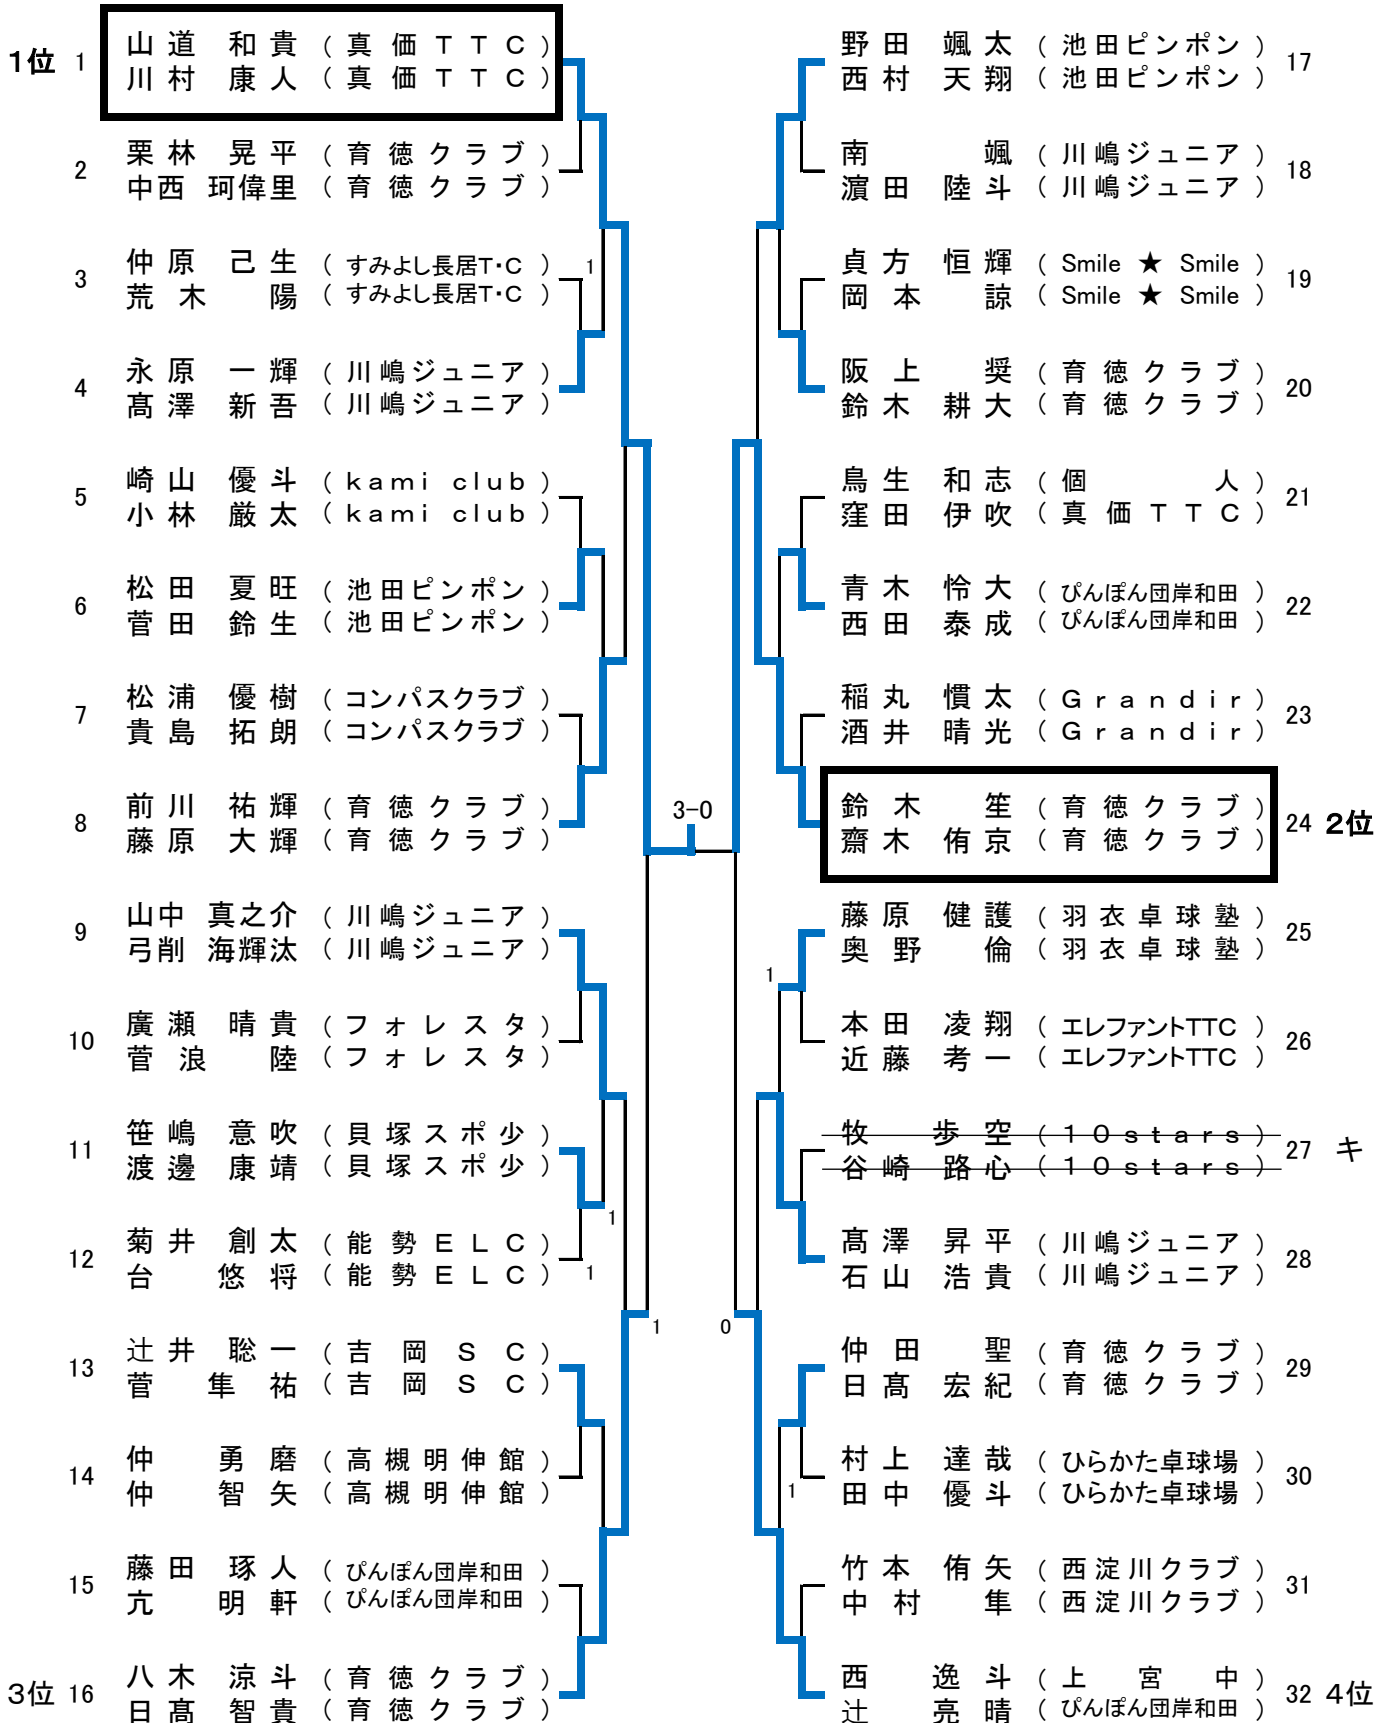 1位 1 山道 和貴 ( 真価TTC )
川村 康人 ( 真価TTC )
2 栗林 晃平 ( 育徳クラブ )
中西 珂偉里 ( 育徳クラブ )
3 仲原 己生 ( すみよし長居T・C ) 1
荒木 陽 ( すみよし長居T・C )
4 永原 一輝 ( 川嶋ジュニア )
髙澤 新吾 ( 川嶋ジュニア )
5 崎山 優斗 ( kami club )
小林 厳太 ( kami club )
6 松田 夏旺 ( 池田ピンポン )
菅田 鈴生 ( 池田ピンポン )
7 松浦 優樹 ( コンパスクラブ )
貴島 拓朗 ( コンパスクラブ )
8 前川 祐輝 ( 育徳クラブ )
藤原 大輝 ( 育徳クラブ )
9 山中 真之介 ( 川嶋ジュニア )
弓削 海輝汰 ( 川嶋ジュニア )
10 廣瀬 晴貴 ( フォレスタ )
菅浪 陸 ( フォレスタ )
11 笹嶋 意吹 ( 貝塚スポ少 )
渡邊 康靖 ( 貝塚スポ少 )
1
12 菊井 創太 ( 能勢ELC )
台 悠将 ( 能勢ELC ) 1
1
13 辻井 聡一 ( 吉岡SC )
菅 隼祐 ( 吉岡SC )
14 仲 勇磨 ( 高槻明伸館 )
仲 智矢 ( 高槻明伸館 )
15 藤田 琢人 ( ぴんぽん団岸和田 )
亢 明軒 ( ぴんぽん団岸和田 )
3位 16 八木 涼斗 ( 育徳クラブ )
日髙 智貴 ( 育徳クラブ )
3-0
野田 颯太 ( 池田ピンポン ) 17
西村 天翔 ( 池田ピンポン )
南 颯 ( 川嶋ジュニア ) 18
濵田 陸斗 ( 川嶋ジュニア )
貞方 恒輝 ( Smile ★ Smile ) 19
岡本 諒 ( Smile ★ Smile )
阪上 奨 ( 育徳クラブ ) 20
鈴木 耕大 ( 育徳クラブ )
鳥生 和志 ( 個人 ) 21
窪田 伊吹 ( 真価TTC )
青木 怜大 ( ぴんぽん団岸和田 ) 22
西田 泰成 ( ぴんぽん団岸和田 )
稲丸 慣太 ( Grandir ) 23
酒井 晴光 ( Grandir )
鈴木 笙 ( 育徳クラブ ) 24 2位
齋木 侑京 ( 育徳クラブ )
藤原 健護 ( 羽衣卓球塾 ) 25
奥野 倫 ( 羽衣卓球塾 )
1
本田 凌翔 ( エレファントTTC ) 26
近藤 考一 ( エレファントTTC )
牧 歩空 ( 10stars ) 27 キ
谷崎 路心 ( 10stars )
髙澤 昇平 ( 川嶋ジュニア ) 28
石山 浩貴 ( 川嶋ジュニア )
0
仲田 聖 ( 育徳クラブ ) 29
日髙 宏紀 ( 育徳クラブ )
村上 達哉 ( ひらかた卓球場 ) 30
1 田中 優斗 ( ひらかた卓球場 )
竹本 侑矢 ( 西淀川クラブ ) 31
中村 隼 ( 西淀川クラブ )
西 逸斗 ( 上宮中 ) 32 4位
辻 亮晴 ( ぴんぽん団岸和田 )